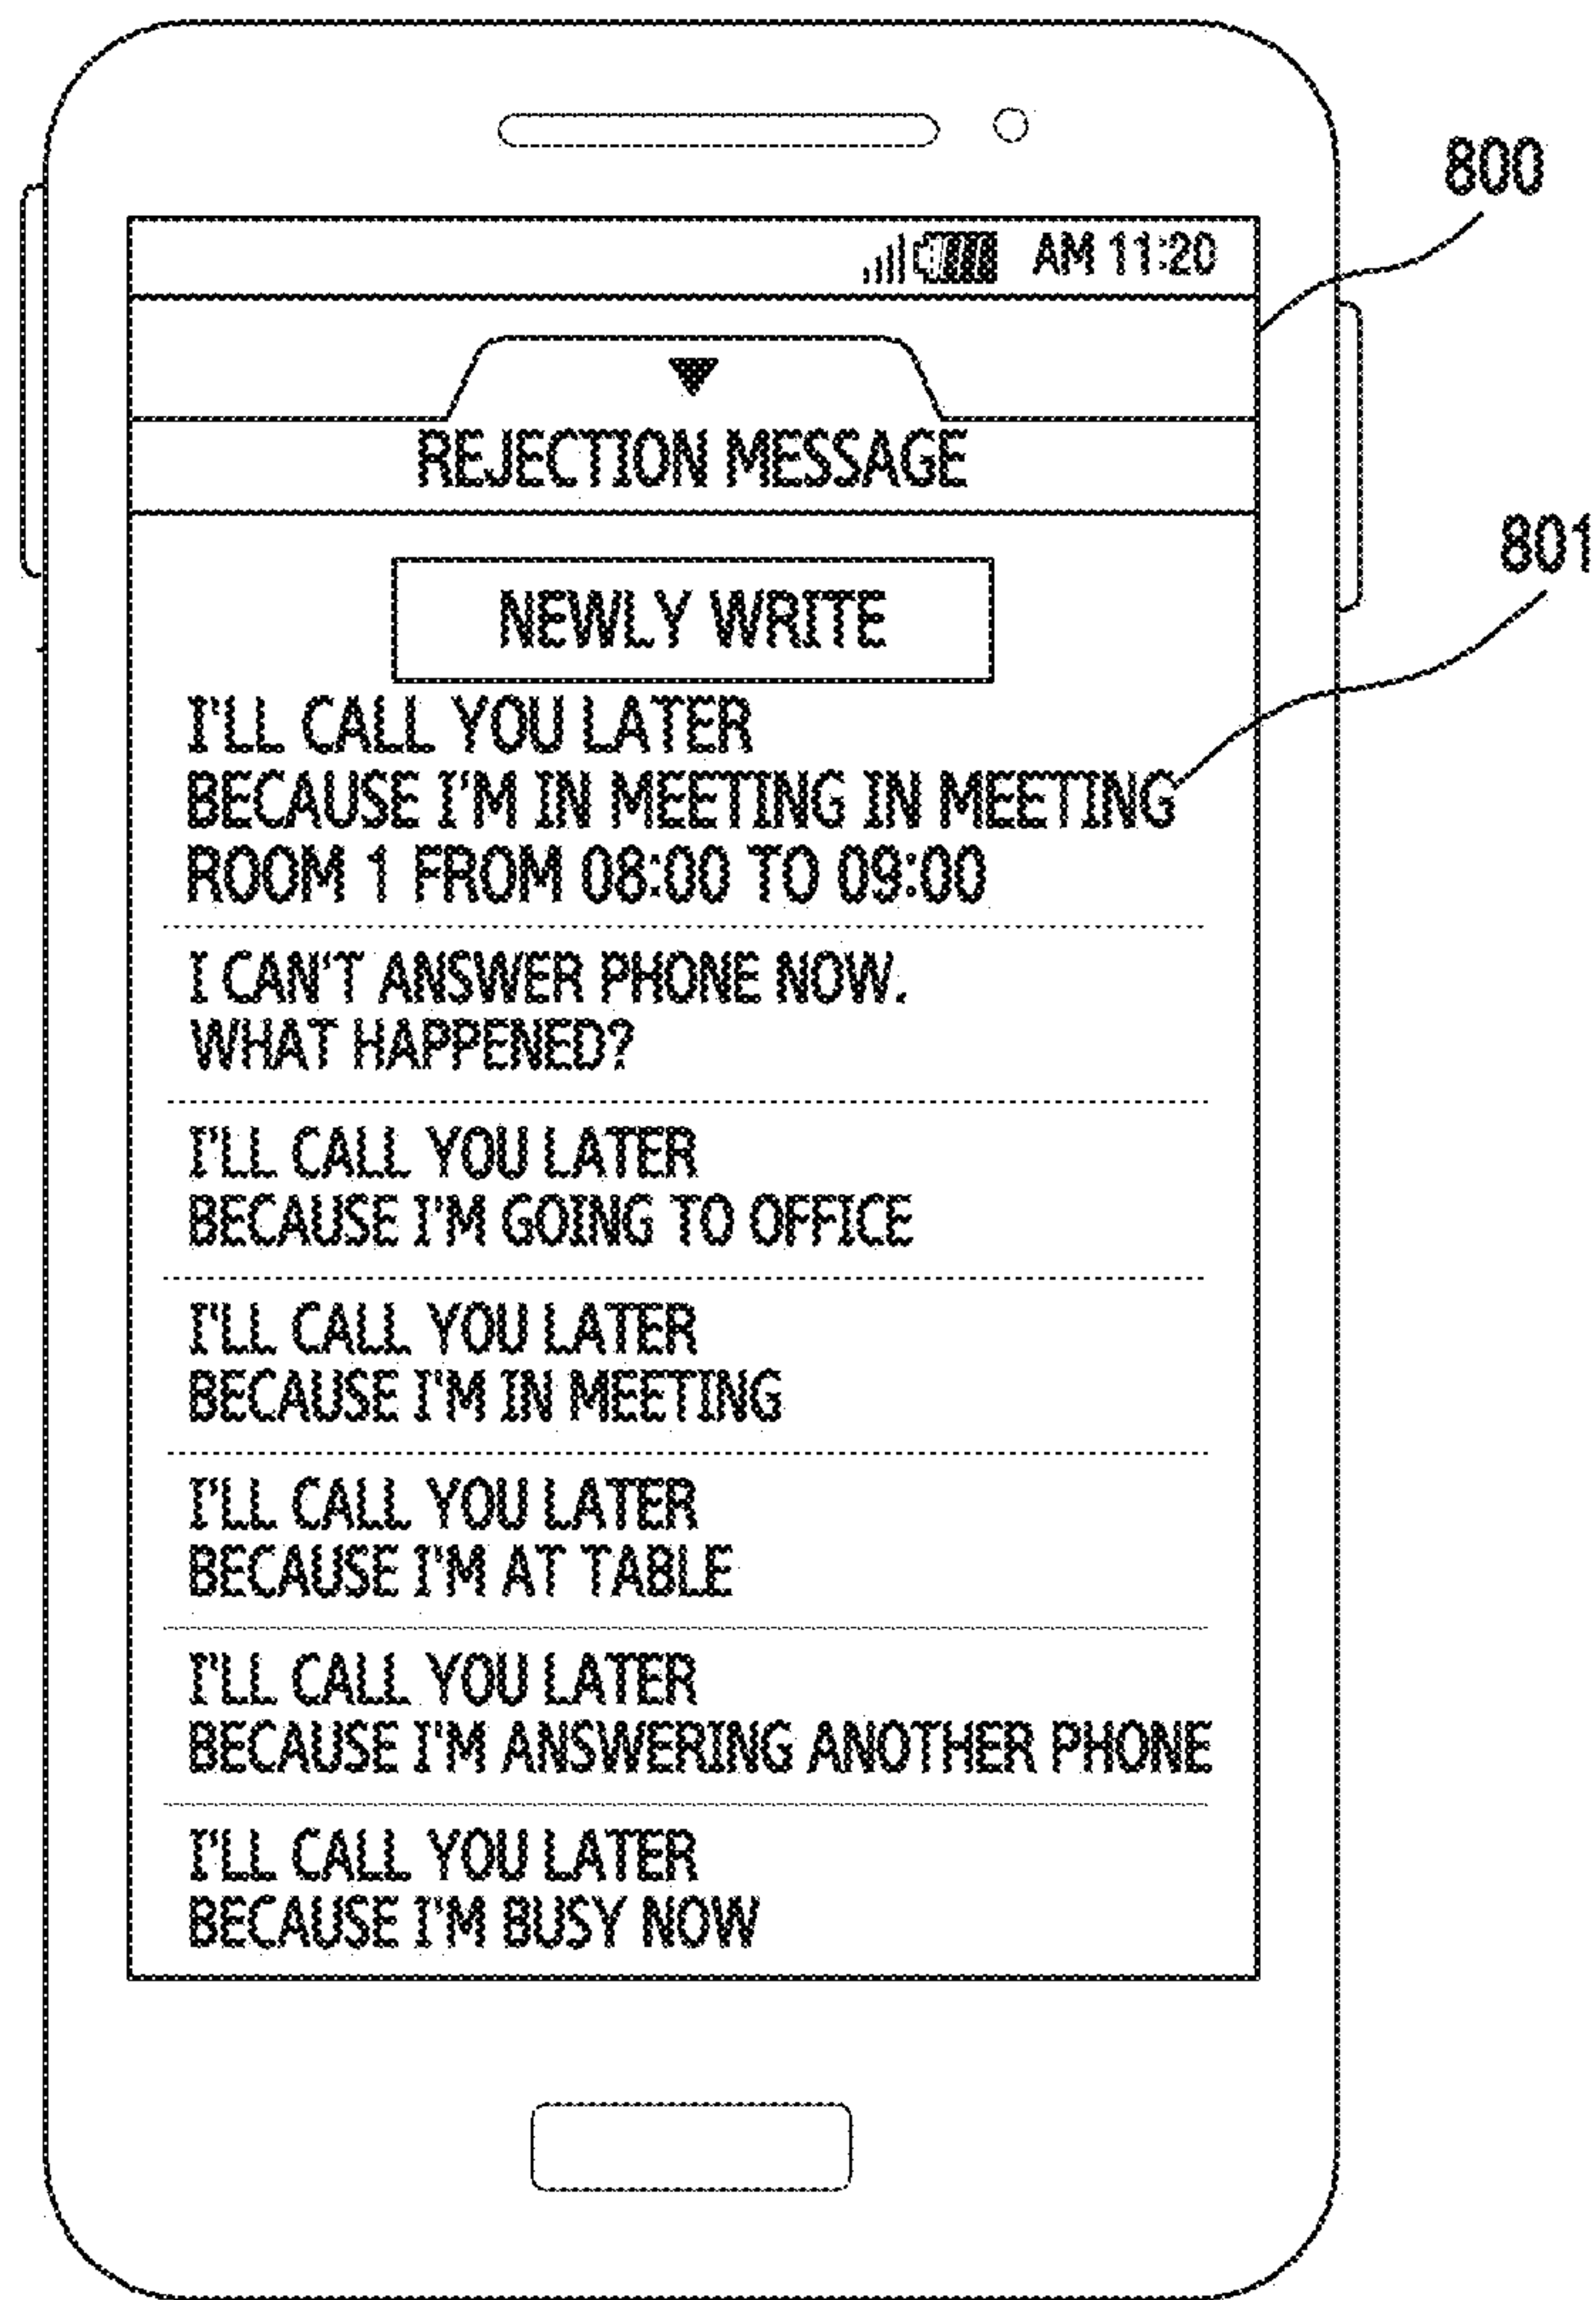 800
AM 11:20
REJECTION MESSAGE
801
NEWLY WRITE
I'LL CALL YOU LATER
BECAUSE I'M IN MEETING IN MEETING
ROOM 1 FROM 08:00 TO 09:00
I CAN'T ANSWER PHONE NOW.
WHAT HAPPENED?
I'LL CALL YOU LATER
BECAUSE I'M GOING TO OFFICE
I'LL CALL YOU LATER
BECAUSE I'M IN MEETING
I'LL CALL YOU LATER
BECAUSE I'M AT TABLE
I'LL CALL YOU LATER
BECAUSE I'M ANSWERING ANOTHER PHONE
I'LL CALL YOU LATER
BECAUSE I'M BUSY NOW